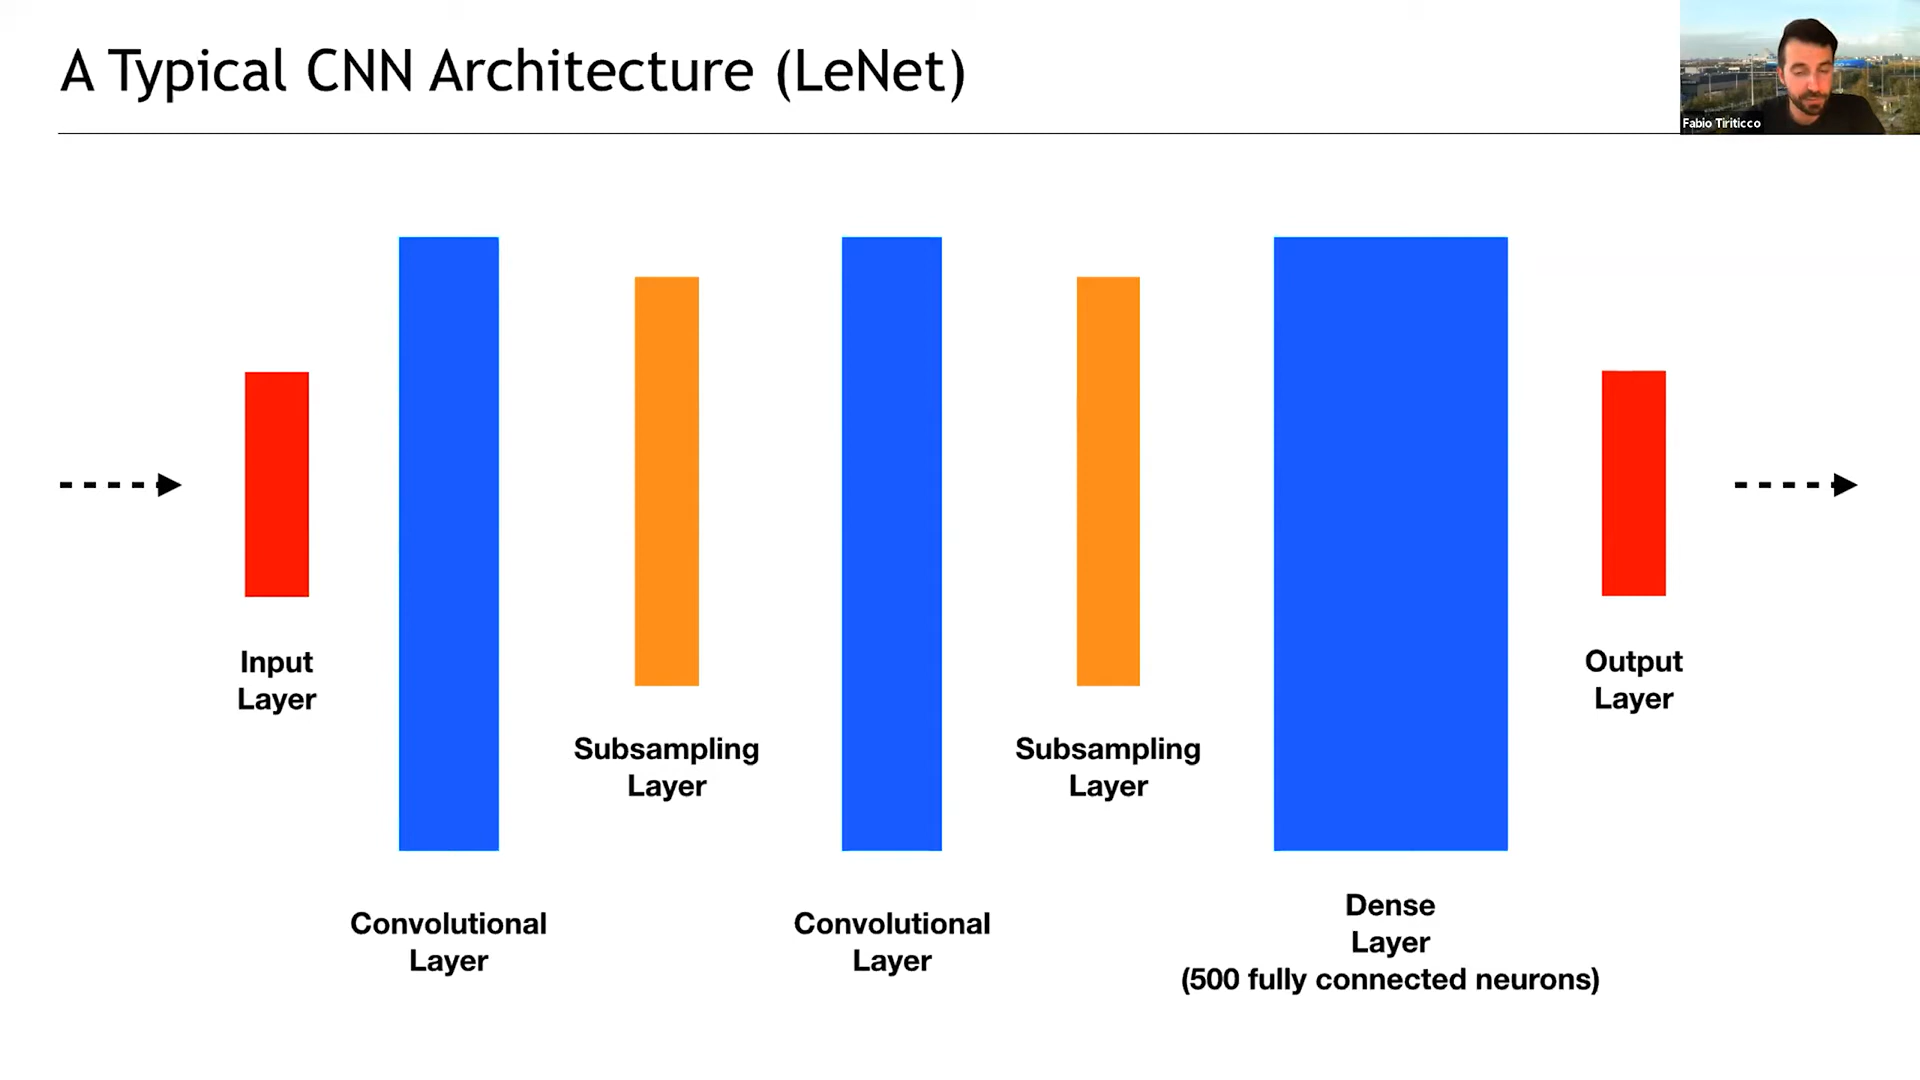 A Typical CNN Architecture (LeNet)
Fabio Tiriticco
Input
Layer
Convolutional
Layer
Subsampling
Layer
Convolutional
Layer
Subsampling
Layer
Dense
Layer
(500 fully connected neurons)
Output
Layer